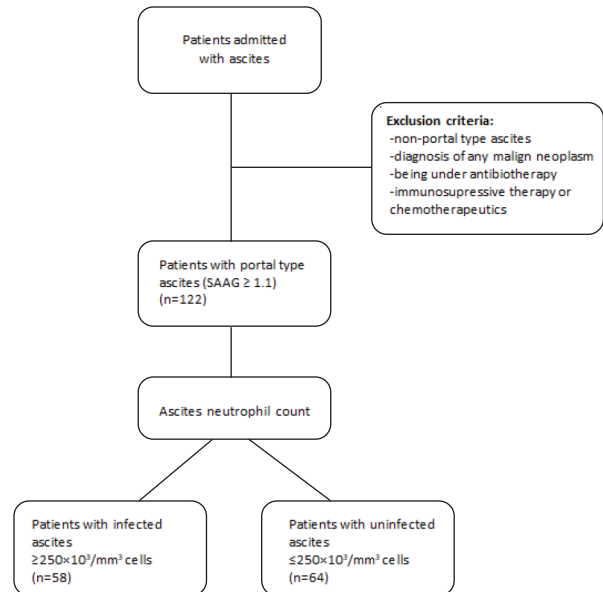 Patients admitted
with ascites
Exclusion criteria:
-non-portal type ascites
-diagnosis of any malign neoplasm
-being under antibiotherapy
-immunosupressive therapy or
chemotherapeutics
Patients with portal type
ascites (SAAG ≥ 1.1)
(n=122)
Ascites neutrophil count
Patients with infected
ascites
≥250×10³/mm³ cells
(n=58)
Patients with uninfected
ascites
≤250×10³/mm³ cells
(n=64)